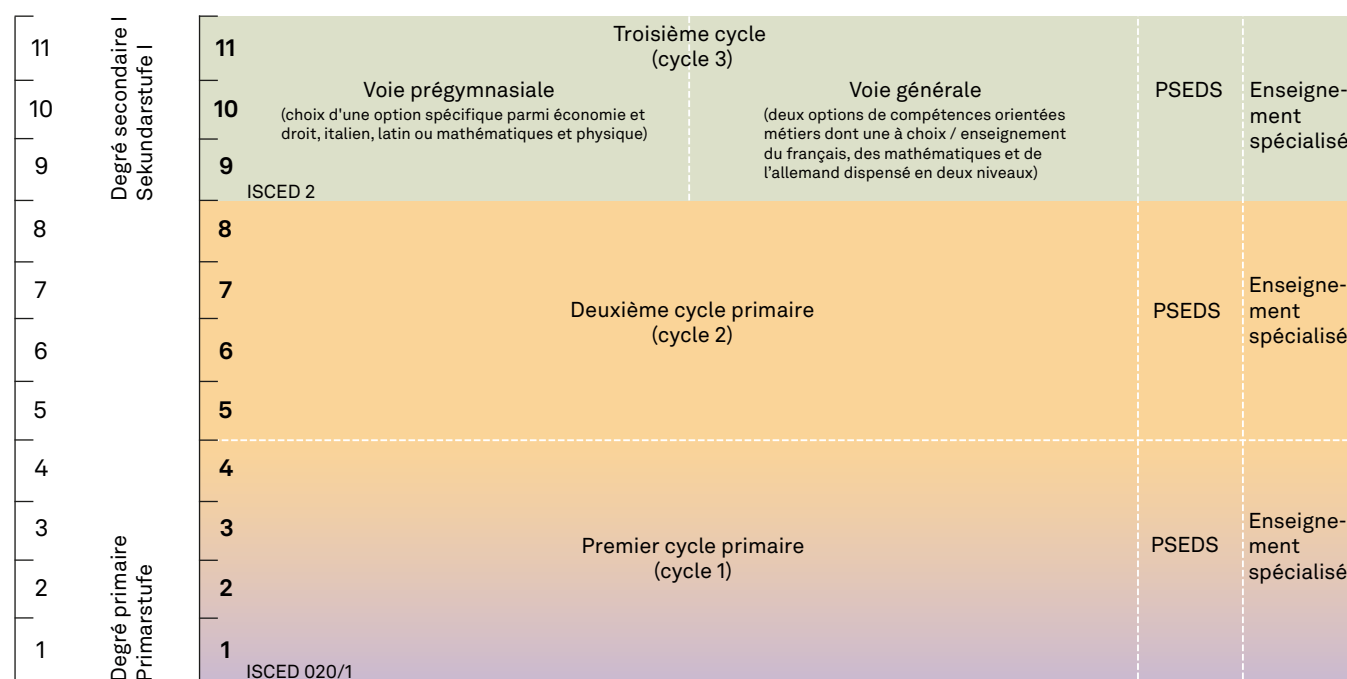 11
10
9
8
7
6
5
4
3
2
1
Degré secondaire I
Sekundarstufe I
Degré primaire
Primarstufe
11
10
9
ISCED 2
8
7
6
5
4
3
2
1
ISCED 020/1
Troisième cycle
(cycle 3)
Voie prégymnasiale
(choix d'une option spécifique parmi économie et
droit, italien, latin ou mathématiques et physique)
Voie générale
(deux options de compétences orientées
métiers dont une à choix / enseignement
du français, des mathématiques et de
l’allemand dispensé en deux niveaux)
PSEDS
Enseigne-
ment
spécialisé
Deuxième cycle primaire
(cycle 2)
PSEDS
Enseigne-
ment
spécialisé
Premier cycle primaire
(cycle 1)
PSEDS
Enseigne-
ment
spécialisé